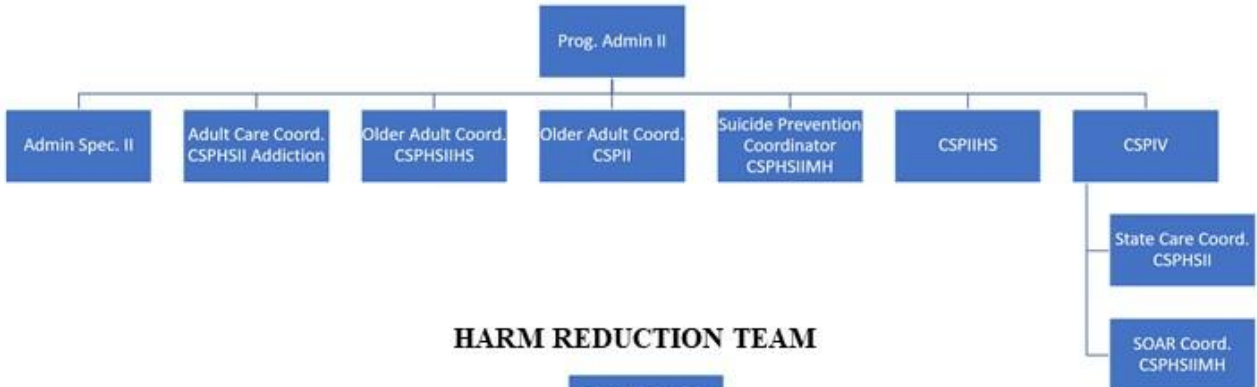 Prog. Admin II
Admin Spec. II
Adult Care Coord.
CSPHSII Addiction
Older Adult Coord.
CSPHSIIHS
Older Adult Coord.
CSPII
Suicide Prevention
Coordinator
CSPHSIIMH
CSPIIHS
CSPIV
State Care Coord.
CSPHSII
SOAR Coord.
CSPHSIIMH
HARM REDUCTION TEAM